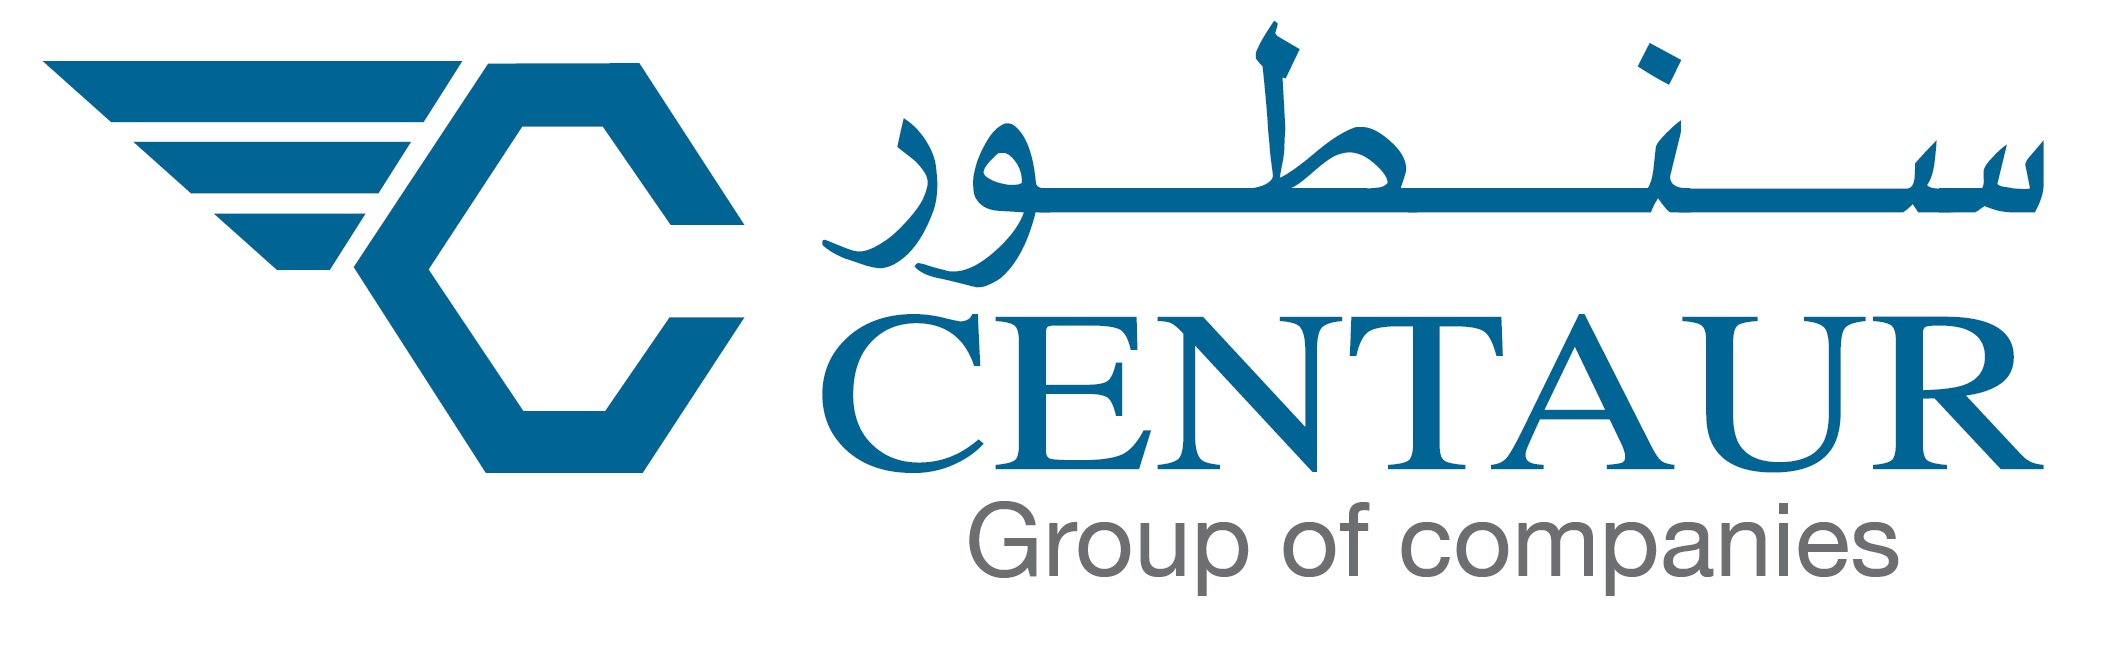 سنطور
CENTAUR
Group of companies